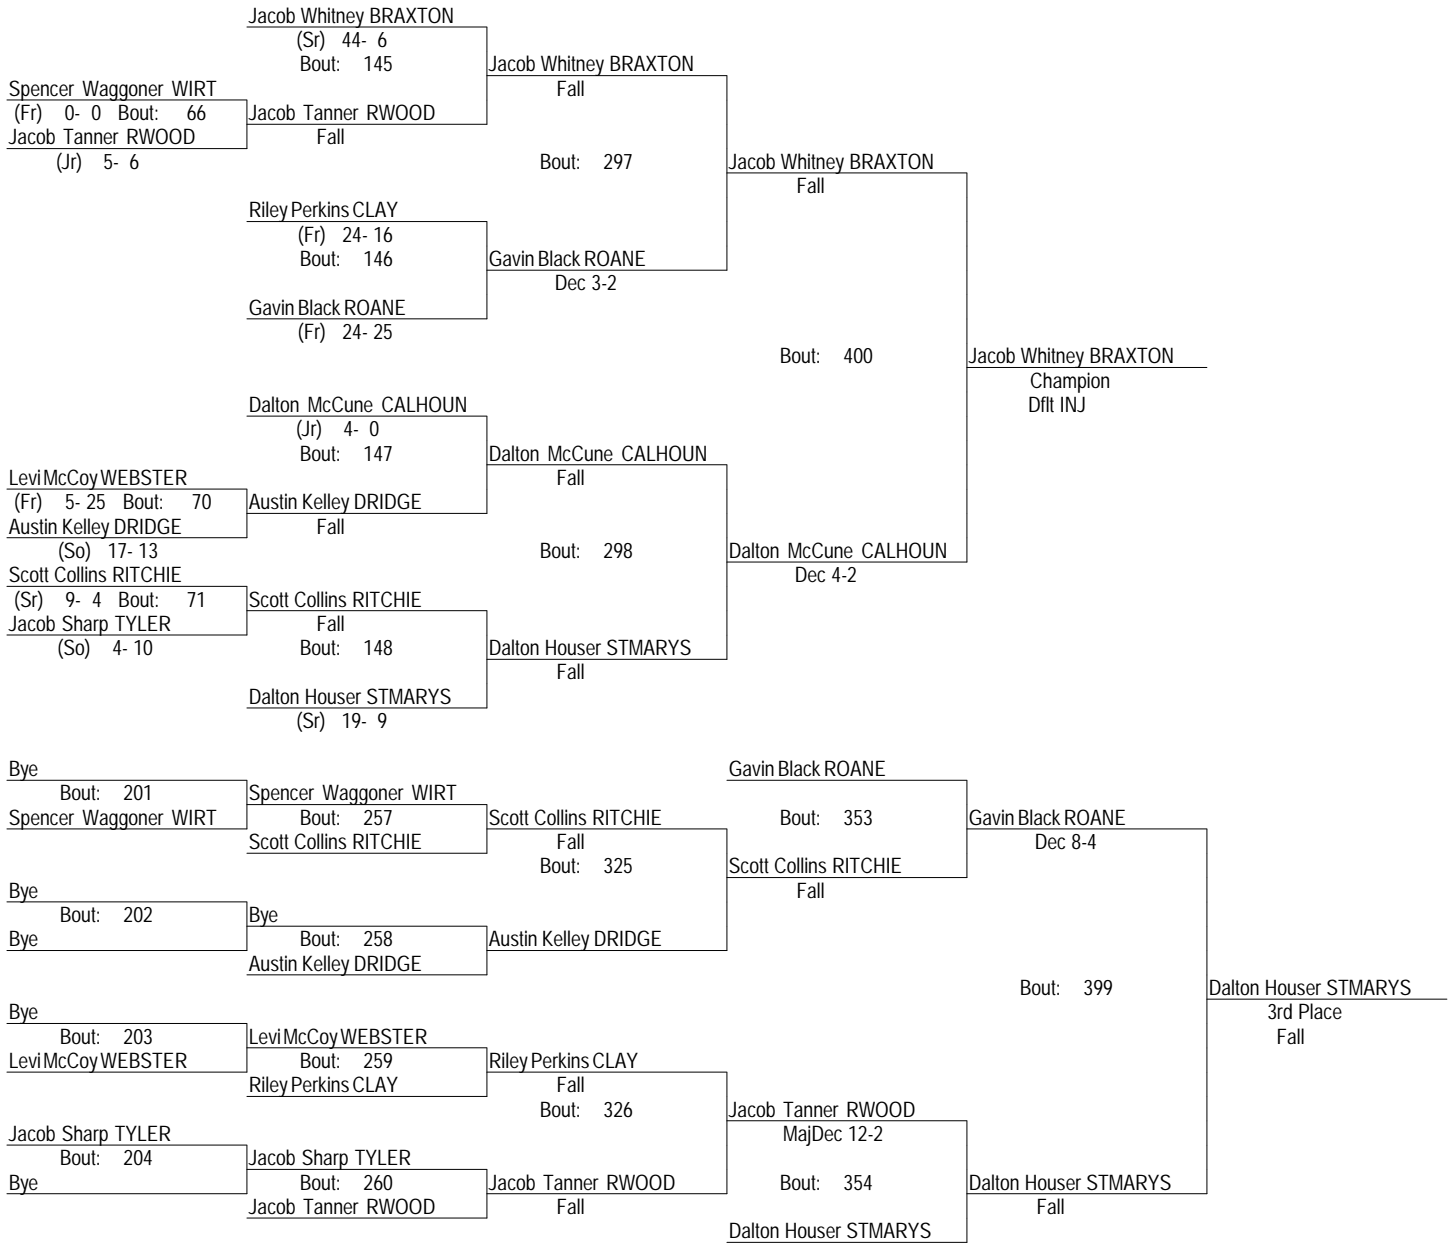 Jacob Whitney BRAXTON
(Sr) 44- 6
Bout: 145
Jacob Whitney BRAXTON
Fall
Spencer Waggoner WIRT
(Fr) 0- 0 Bout: 66
Jacob Tanner RWOOD
Jacob Tanner RWOOD
Fall
(Jr) 5- 6
Bout: 297
Jacob Whitney BRAXTON
Fall
Riley Perkins CLAY
(Fr) 24- 16
Bout: 146
Gavin Black ROANE
Dec 3-2
Gavin Black ROANE
(Fr) 24- 25
Bout: 400
Jacob Whitney BRAXTON
Champion
Dflt INJ
Dalton McCune CALHOUN
(Jr) 4- 0
Bout: 147
Dalton McCune CALHOUN
Fall
Levi McCoy WEBSTER
(Fr) 5- 25 Bout: 70
Austin Kelley DRIDGE
Austin Kelley DRIDGE
Fall
(So) 17- 13
Bout: 298
Dalton McCune CALHOUN
Dec 4-2
Scott Collins RITCHIE
(Sr) 9- 4 Bout: 71
Scott Collins RITCHIE
Jacob Sharp TYLER
Fall
(So) 4- 10
Bout: 148
Dalton Houser STMARYS
Fall
Dalton Houser STMARYS
(Sr) 19- 9
Bye
Bout: 201
Spencer Waggoner WIRT
Spencer Waggoner WIRT
Bout: 257
Scott Collins RITCHIE
Scott Collins RITCHIE
Fall
Bout: 325
Gavin Black ROANE
Bout: 353
Gavin Black ROANE
Dec 8-4
Scott Collins RITCHIE
Fall
Bye
Bout: 202
Bye
Bye
Bout: 258
Austin Kelley DRIDGE
Austin Kelley DRIDGE
Bout: 399
Dalton Houser STMARYS
3rd Place
Fall
Bye
Bout: 203
Levi McCoy WEBSTER
Levi McCoy WEBSTER
Bout: 259
Riley Perkins CLAY
Riley Perkins CLAY
Fall
Bout: 326
Jacob Tanner RWOOD
MajDec 12-2
Jacob Sharp TYLER
Bout: 204
Bye
Jacob Sharp TYLER
Bout: 260
Jacob Tanner RWOOD
Jacob Tanner RWOOD
Fall
Bout: 354
Dalton Houser STMARYS
Fall
Dalton Houser STMARYS